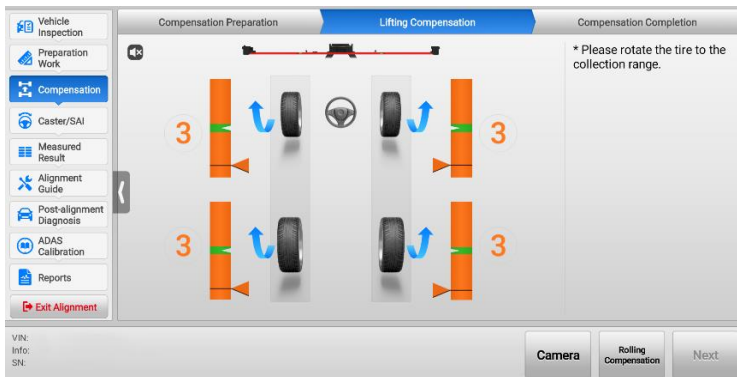 Vehicle
Inspection
Preparation
Work
Compensation
Caster/SAI
Measured
Result
Alignment
Guide
Post-alignment
Diagnosis
ADAS
Calibration
Reports
Exit Alignment
Compensation Preparation
Lifting Compensation
Compensation Completion
* Please rotate the tire to the
collection range.
3
3
3
3
VIN:
Info:
SN:
Camera
Rolling
Compensation
Next